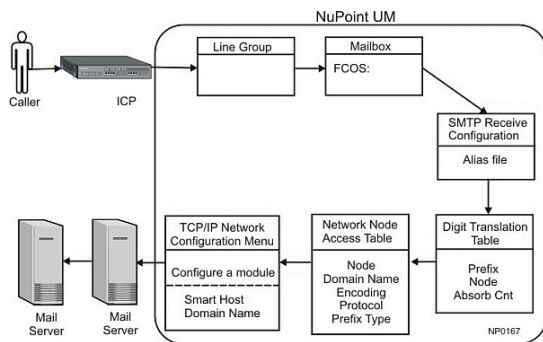 NuPoint UM
Line Group
Mailbox
FCOS:
Caller
ICP
SMTP Receive
Configuration
Alias file
TCP/IP Network
Configuration Menu
Configure a module
Smart Host
Domain Name
Network Node
Access Table
Node
Domain Name
Encoding
Protocol
Prefix Type
Digit Translation
Table
Prefix
Node
Absorb Cnt
Mail
Server
Mail
Server
NP0167